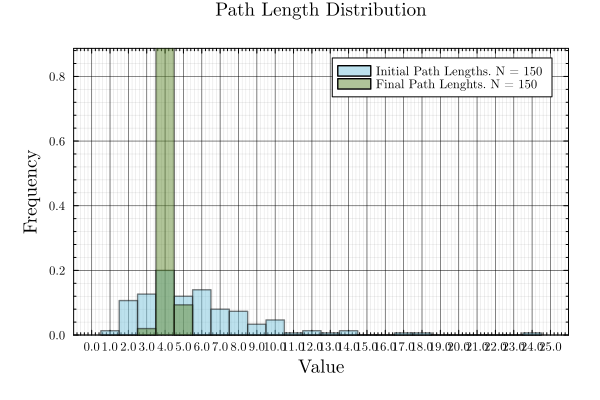 Path Length Distribution
Initial Path Lengths. N = 150
Final Path Lenghts. N = 150
0.8
0.6
0.4
0.2
0.0
Frequency
0.0 1.0 2.0 3.0 4.0 5.0 6.0 7.0 8.0 9.0 10.0 11.0 12.0 13.0 14.0 15.0 16.0 17.0 18.0 19.0 20.0 21.0 22.0 23.0 24.0 25.0
Value